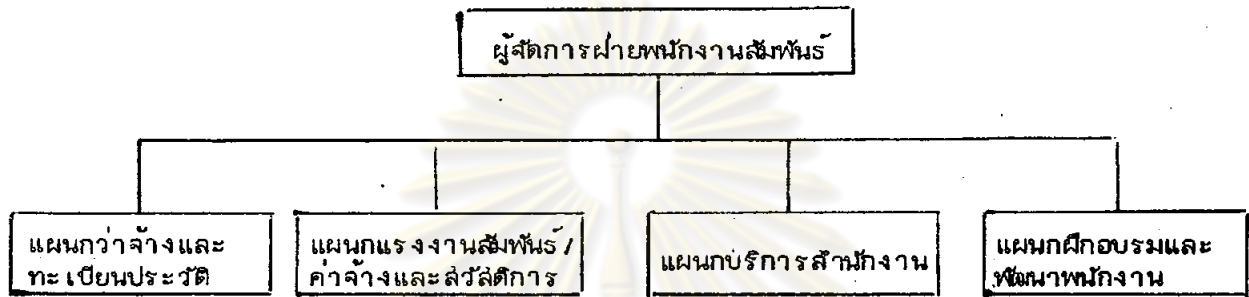 ผู้จัดการฝ่ายพนักงานสัมพันธ์
แผนกว่าจ้างและ
ทะเบียนประวัติ
แผนกแรงงานสัมพันธ์/
ค่าจ้างและสวัสดิการ
แผนกบริการสำนักงาน
แผนกฝึกอบรมและ
พัฒนาพนักงาน